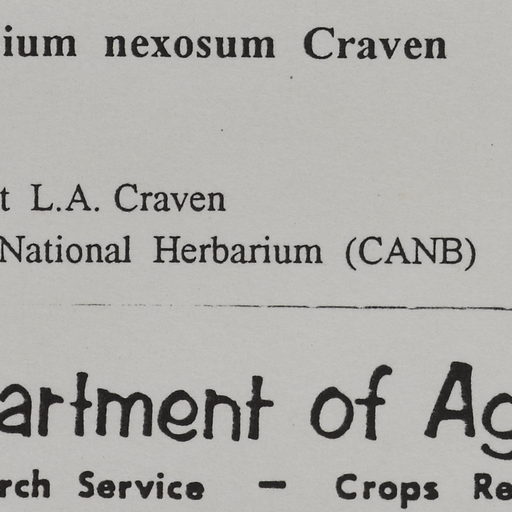 ium nexosum Craven
t L.A. Craven
National Herbarium (CANB)
artment of Ag
rch Service — Crops Re